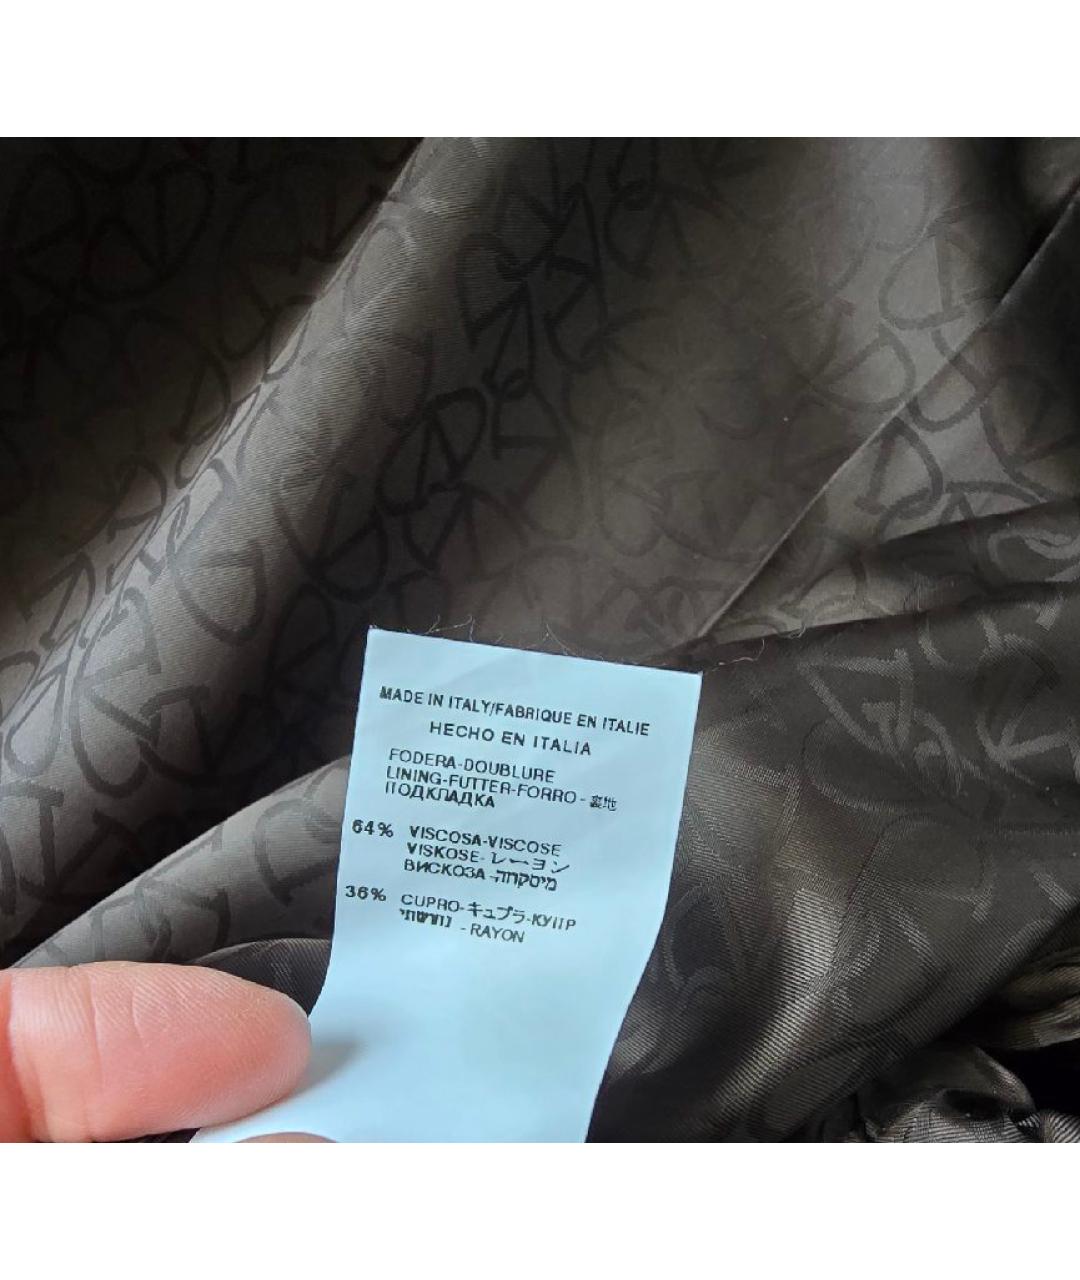 MADE IN ITALY/FABRIQUE EN ITALIE
HECHO EN ITALIA
FODERA-DOUBLURE
LINING-FUTTER-FORRO - 裏地
ПОДКЛАДКА
64% VISCOSA-VISCOSE
VISKOSE-レーヨン
ВИСКОЗА-
36% CUPRO-キュプラ-КУПР
נחושתי - RAYON